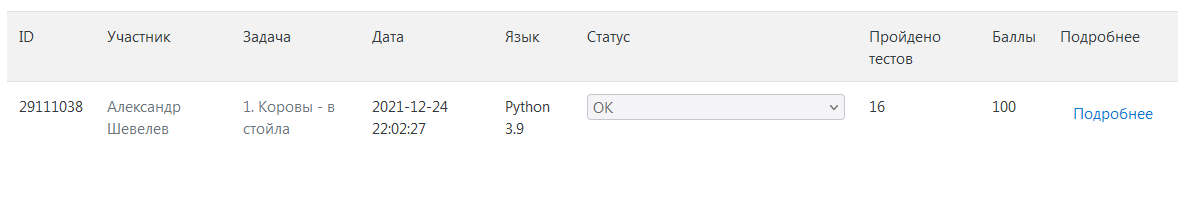 ID Участник Задача Дата Язык Статус Пройдено тестов Баллы Подробнее
29111038 Александр Шевелев 1. Коровы - в стойла 2021-12-24 22:02:27 Python 3.9 OK 16 100 Подробнее